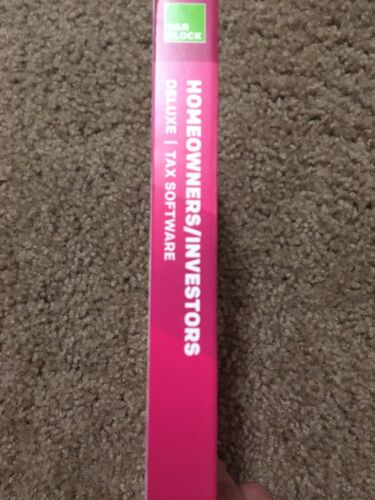 H&R
BLOCK
HOMEOWNERS/INVESTORS
DELUXE | TAX SOFTWARE